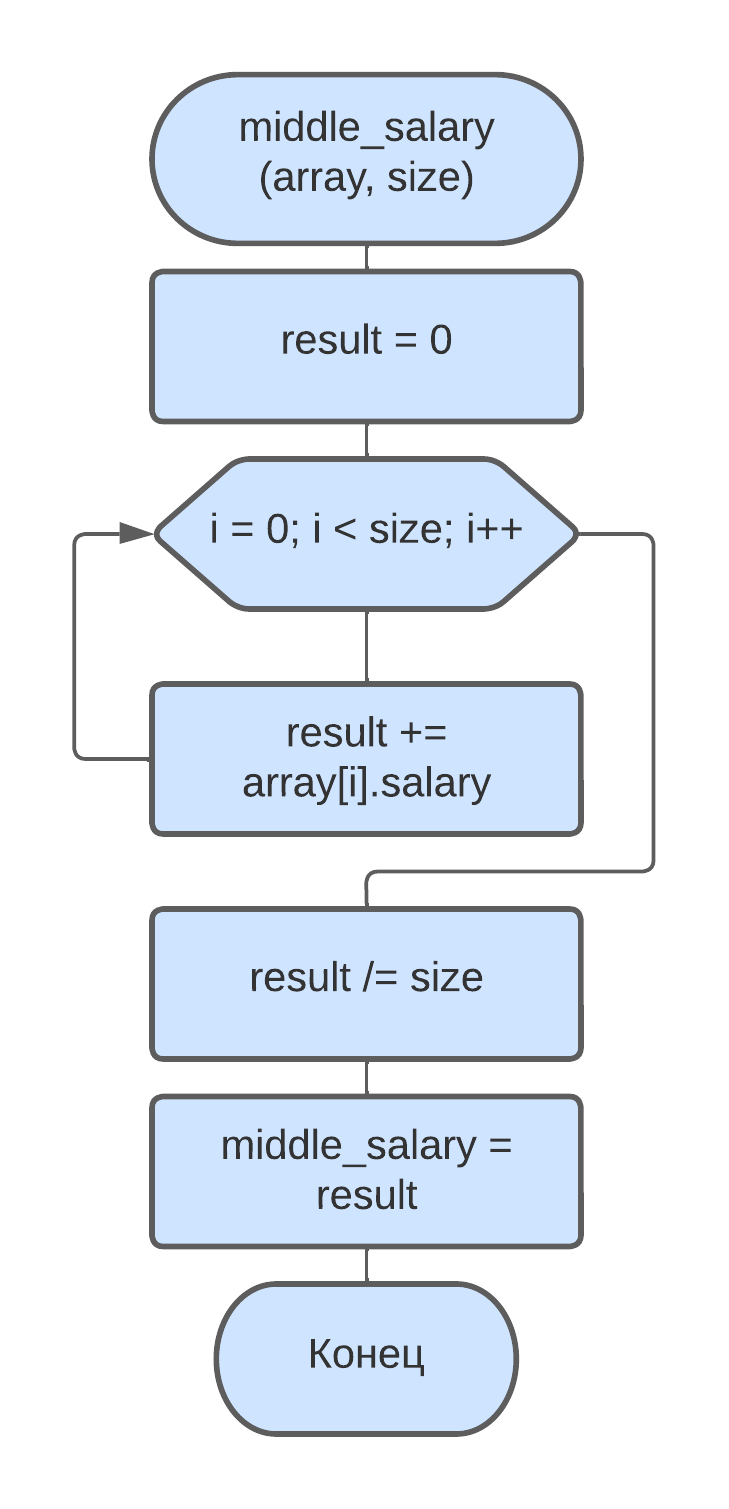 middle_salary
(array, size)
result = 0
i = 0; i < size; i++
result +=
array[i].salary
result /= size
middle_salary =
result
Конец